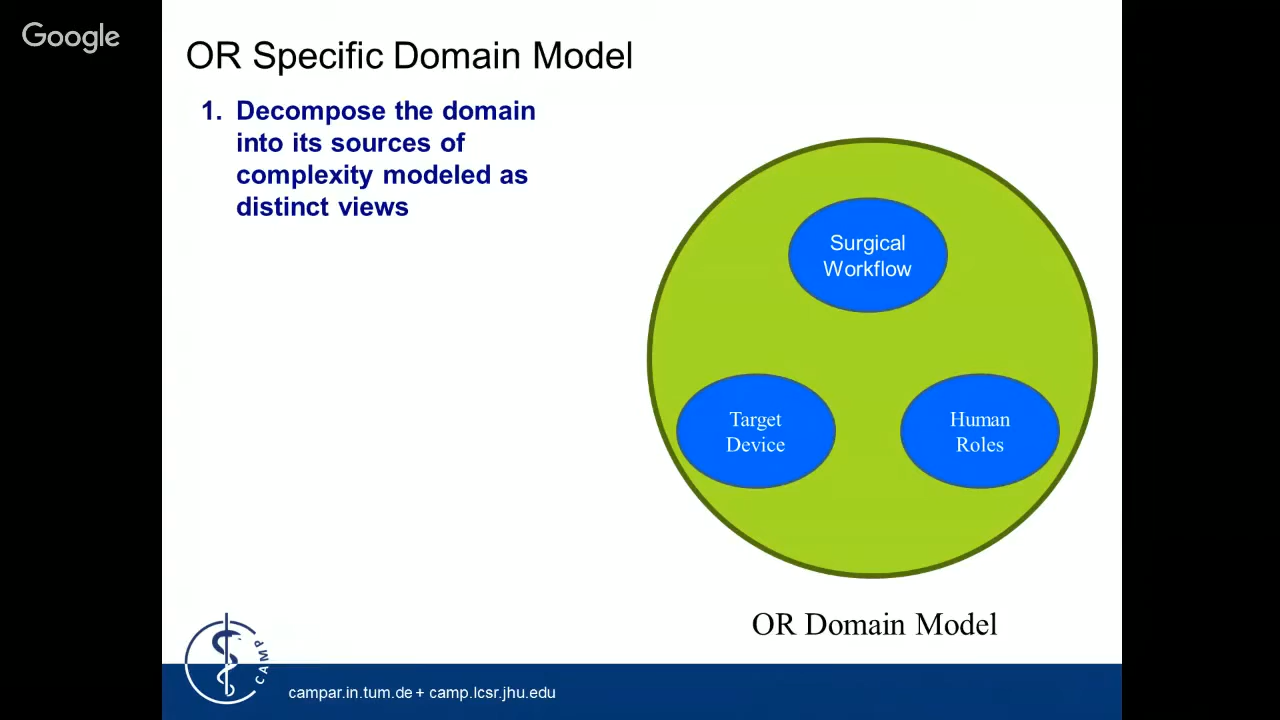 Google
OR Specific Domain Model
1. Decompose the domain
into its sources of
complexity modeled as
distinct views
Surgical
Workflow
Target
Device
Human
Roles
OR Domain Model
CAMP
campar.in.tum.de + camp.lcsr.jhu.edu